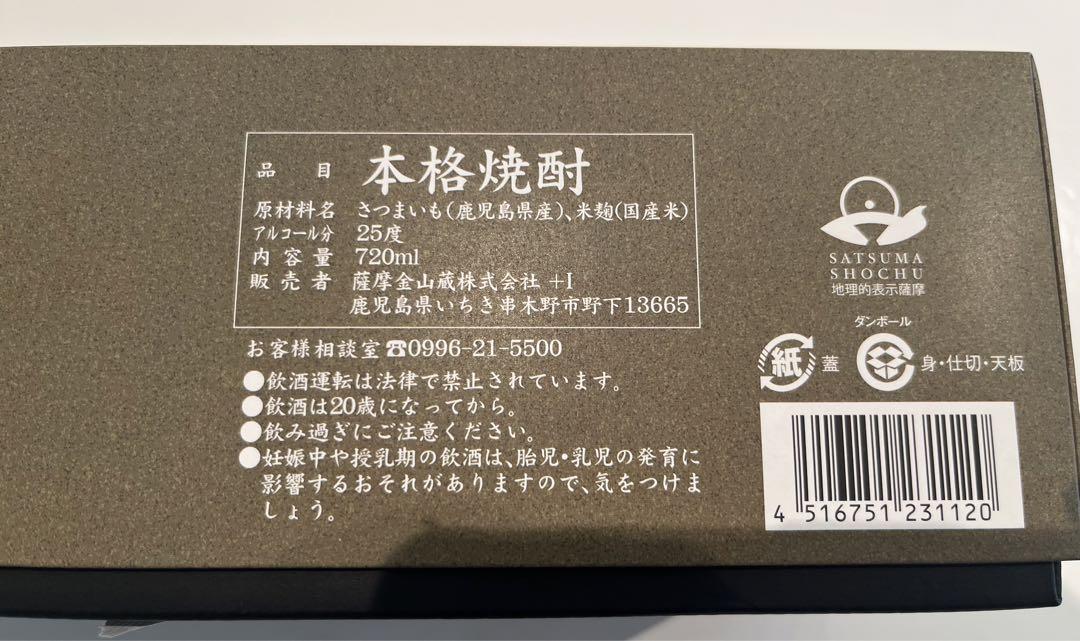 品目 本格焼酎
原材料名 さつまいも(鹿児島県産)、米麹(国産米)
アルコール分 25度
内容量 720ml
販売者 薩摩金山蔵株式会社 +I
鹿児島県いちき串木野市野下13665
お客様相談室☎0996-21-5500
●飲酒運転は法律で禁止されています。
●飲酒は20歳になってから。
●飲み過ぎにご注意ください。
●妊娠中や授乳期の飲酒は、胎児・乳児の発育に
影響するおそれがありますので、気をつけま
しょう。
SATSUMA
SHOCHU
地理的表示薩摩
ダンボール
紙 蓋 身・仕切・天板
4 516751 231120